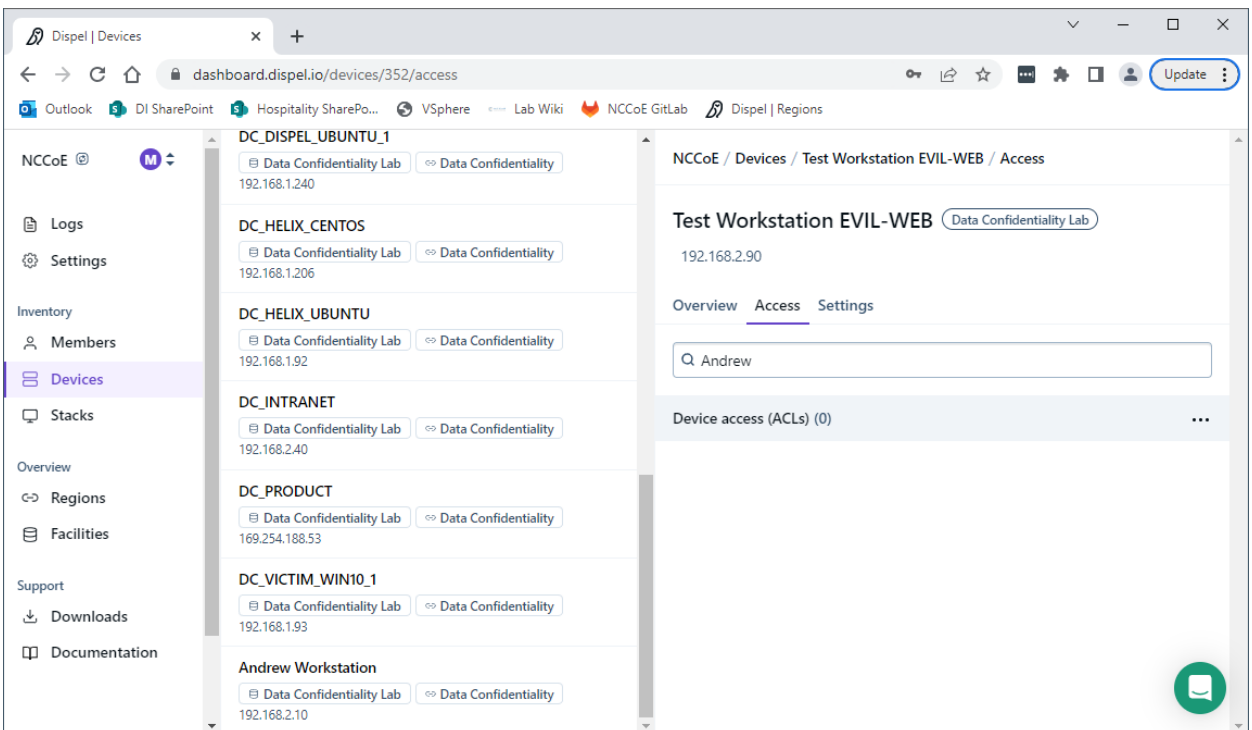 Dispel | Devices
dashboard.dispel.io/devices/352/access
Update
Outlook DI SharePoint Hospitality SharePo... VSphere Lab Wiki NCCoE GitLab Dispel | Regions
NCCoE M
Logs
Settings
Inventory
Members
Devices
Stacks
Overview
Regions
Facilities
Support
Downloads
Documentation
DC_DISPEL_UBUNTU_1
Data Confidentiality Lab Data Confidentiality
192.168.1.240
DC_HELIX_CENTOS
Data Confidentiality Lab Data Confidentiality
192.168.1.206
DC_HELIX_UBUNTU
Data Confidentiality Lab Data Confidentiality
192.168.1.92
DC_INTRANET
Data Confidentiality Lab Data Confidentiality
192.168.2.40
DC_PRODUCT
Data Confidentiality Lab Data Confidentiality
169.254.188.53
DC_VICTIM_WIN10_1
Data Confidentiality Lab Data Confidentiality
192.168.1.93
Andrew Workstation
Data Confidentiality Lab Data Confidentiality
192.168.2.10
NCCoE / Devices / Test Workstation EVIL-WEB / Access
Test Workstation EVIL-WEB Data Confidentiality Lab
192.168.2.90
Overview Access Settings
Andrew
Device access (ACLs) (0)